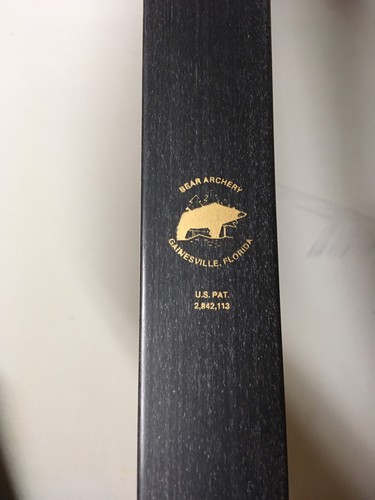 BEAR ARCHERY
GAINESVILLE, FLORIDA
U.S. PAT.
2,842,113